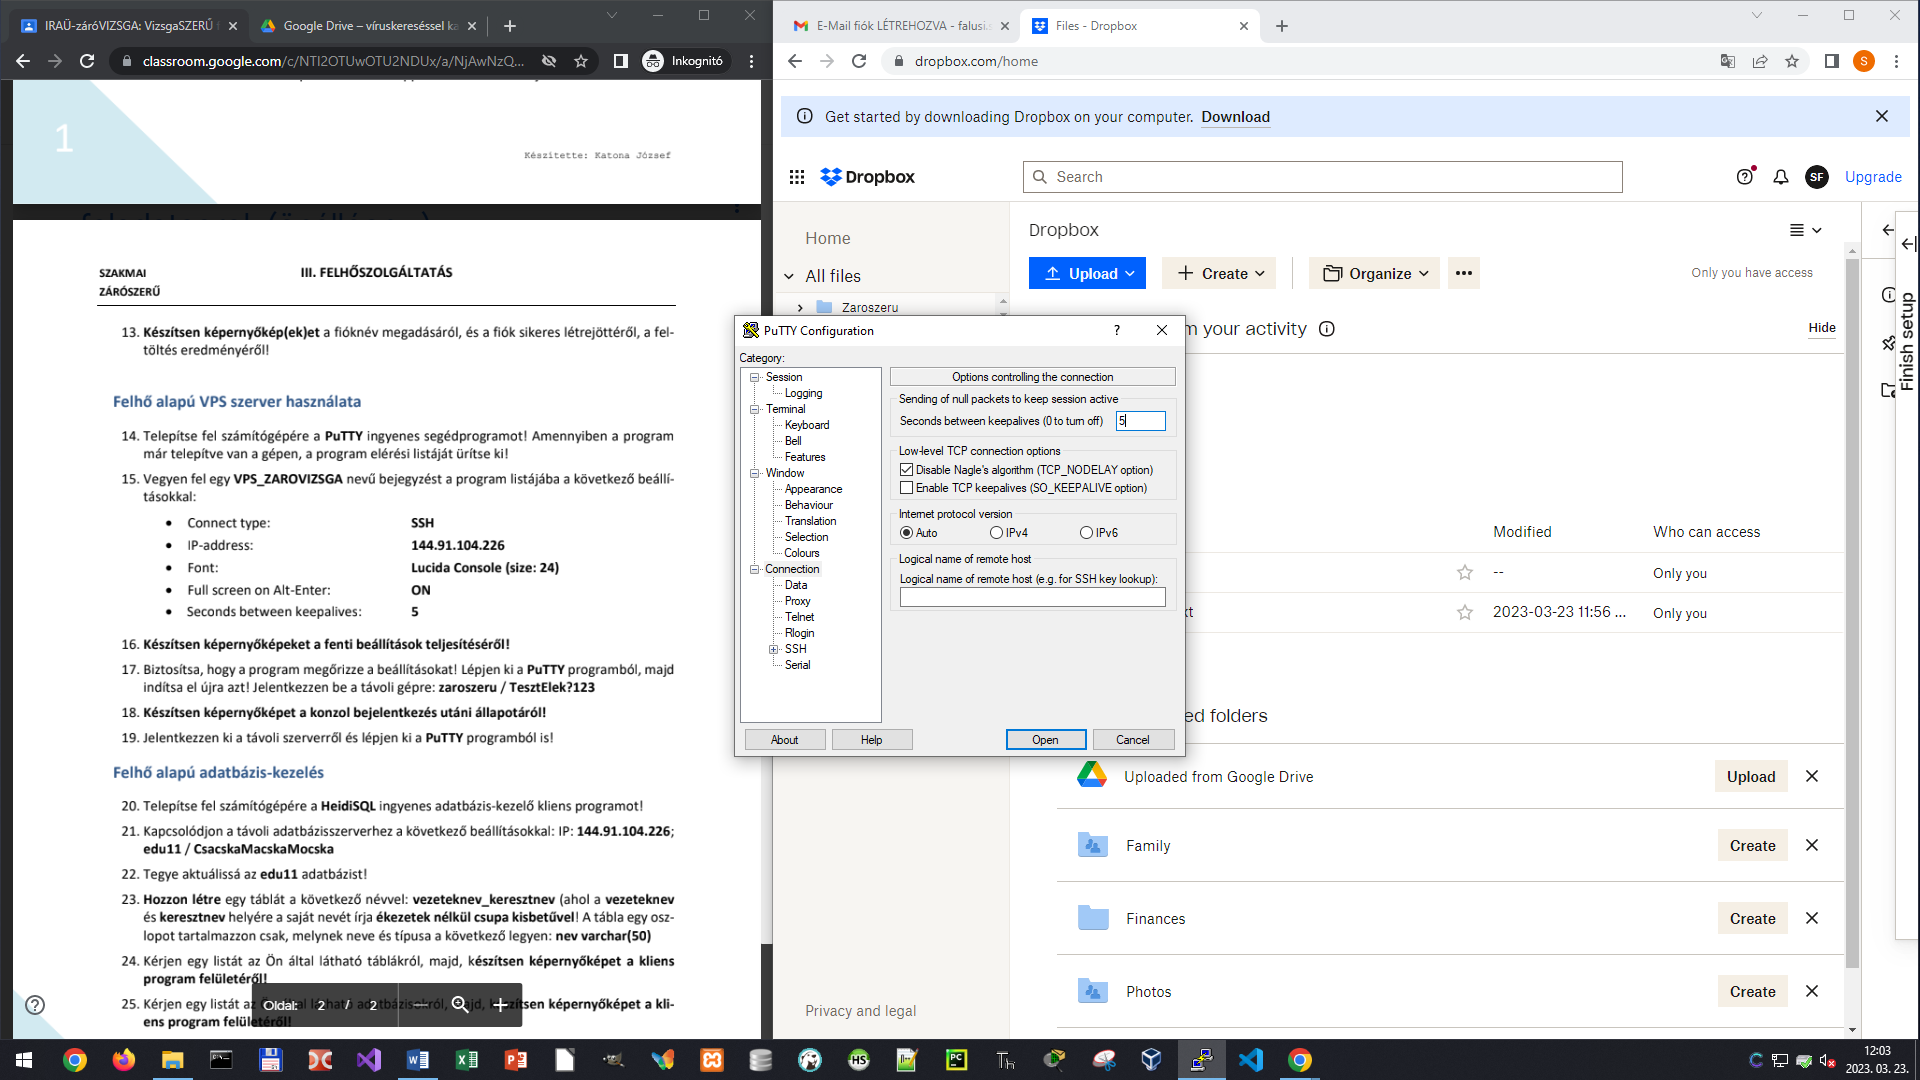 IRAÜ-záróVIZSGA: VizsgaSZERŰ
Google Drive – víruskereséssel ka
classroom.google.com/c/NTI2OTUwOTU2NDUx/a/NjAwNzQ...
Inkognitó
1
Készítette: Katona József
SZAKMAI
ZÁRÓSZERŰ
III. FELHŐSZOLGÁLTATÁS
13. Készítsen képernyőkép(ek)et a fióknév megadásáról, és a fiók sikeres létrejöttéről, a fel-
töltés eredményéről!
Felhő alapú VPS szerver használata
14. Telepítse fel számítógépére a PuTTY ingyenes segédprogramot! Amennyiben a program
már telepítve van a gépen, a program elérési listáját ürítse ki!
15. Vegyen fel egy VPS_ZAROVIZSGA nevű bejegyzést a program listájába a következő beállí-
tásokkal:
• Connect type: SSH
• IP-address: 144.91.104.226
• Font: Lucida Console (size: 24)
• Full screen on Alt-Enter: ON
• Seconds between keepalives: 5
16. Készítsen képernyőképeket a fenti beállítások teljesítéséről!
17. Biztosítsa, hogy a program megőrizze a beállításokat! Lépjen ki a PuTTY programból, majd
indítsa el újra azt! Jelentkezzen be a távoli gépre: zaroszeru / TesztElek?123
18. Készítsen képernyőképet a konzol bejelentkezés utáni állapotáról!
19. Jelentkezzen ki a távoli szerverről és lépjen ki a PuTTY programból is!
Felhő alapú adatbázis-kezelés
20. Telepítse fel számítógépére a HeidiSQL ingyenes adatbázis-kezelő kliens programot!
21. Kapcsolódjon a távoli adatbázisszerverhez a következő beállításokkal: IP: 144.91.104.226;
edu11 / CsacskaMacskaMocska
22. Tegye aktuálissá az edu11 adatbázist!
23. Hozzon létre egy táblát a következő névvel: vezeteknev_keresztnev (ahol a vezeteknev
és keresztnev helyére a saját nevét írja ékezetek nélkül csupa kisbetűvel! A tábla egy osz-
lopot tartalmazzon csak, melynek neve és típusa a következő legyen: nev varchar(50)
24. Kérjen egy listát az Ön által látható táblákról, majd, készítsen képernyőképet a kliens
program felületéről!
25. Kérjen egy listát az Ön által látható adatbázisokról, majd, készítsen képernyőképet a kli-
ens program felületéről!
Oldal: 2 / 2
E-Mail fiók LÉTREHOZVA - falusi.s
Files - Dropbox
dropbox.com/home
S
Get started by downloading Dropbox on your computer. Download
Dropbox
Search
SF
Upgrade
Home
All files
Zaroszeru
Privacy and legal
Dropbox
Upload
Create
Organize
Only you have access
m your activity
Hide
Finish setup
Modified
Who can access
--
Only you
xt
2023-03-23 11:56 ...
Only you
ed folders
Uploaded from Google Drive
Upload
Family
Create
Finances
Create
Photos
Create
PuTTY Configuration
?
Category:
Session
Logging
Terminal
Keyboard
Bell
Features
Window
Appearance
Behaviour
Translation
Selection
Colours
Connection
Data
Proxy
Telnet
Rlogin
SSH
Serial
Options controlling the connection
Sending of null packets to keep session active
Seconds between keepalives (0 to turn off) 5
Low-level TCP connection options
Disable Nagle's algorithm (TCP_NODELAY option)
Enable TCP keepalives (SO_KEEPALIVE option)
Internet protocol version
Auto IPv4 IPv6
Logical name of remote host
Logical name of remote host (e.g. for SSH key lookup):
About
Help
Open
Cancel
12:03
2023. 03. 23.